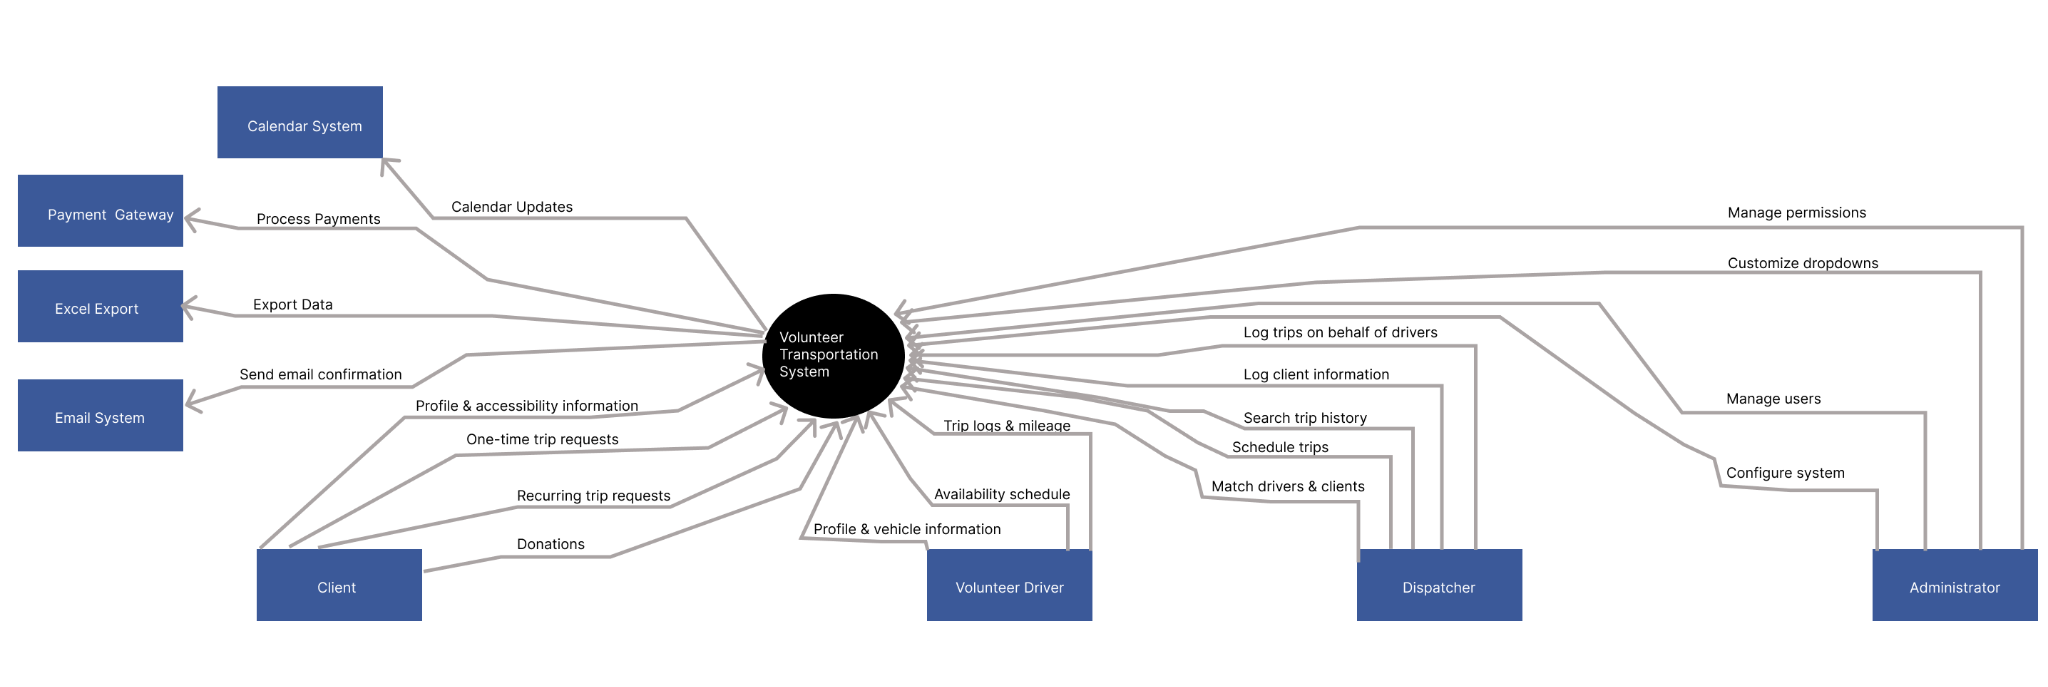 Calendar System
Payment  Gateway
Process Payments
Calendar Updates
Manage permissions
Customize dropdowns
Excel Export
Export Data
Volunteer
Transportation
System
Log trips on behalf of drivers
Log client information
Send email confirmation
Email System
Profile & accessibility information
Search trip history
Manage users
One-time trip requests
Trip logs & mileage
Schedule trips
Configure system
Recurring trip requests
Availability schedule
Match drivers & clients
Donations
Profile & vehicle information
Client
Volunteer Driver
Dispatcher
Administrator